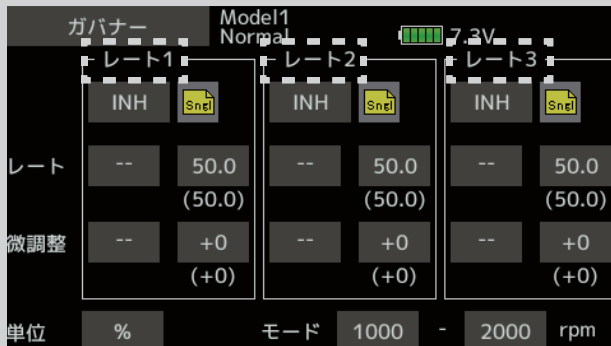 ガバナー Model1
Normal 7.3V
レート1 レート2 レート3
INH Sngl INH Sngl INH Sngl
レート -- 50.0 -- 50.0 -- 50.0
(50.0) (50.0) (50.0)
微調整 -- +0 -- +0 -- +0
(+0) (+0) (+0)
単位 % モード 1000 - 2000 rpm